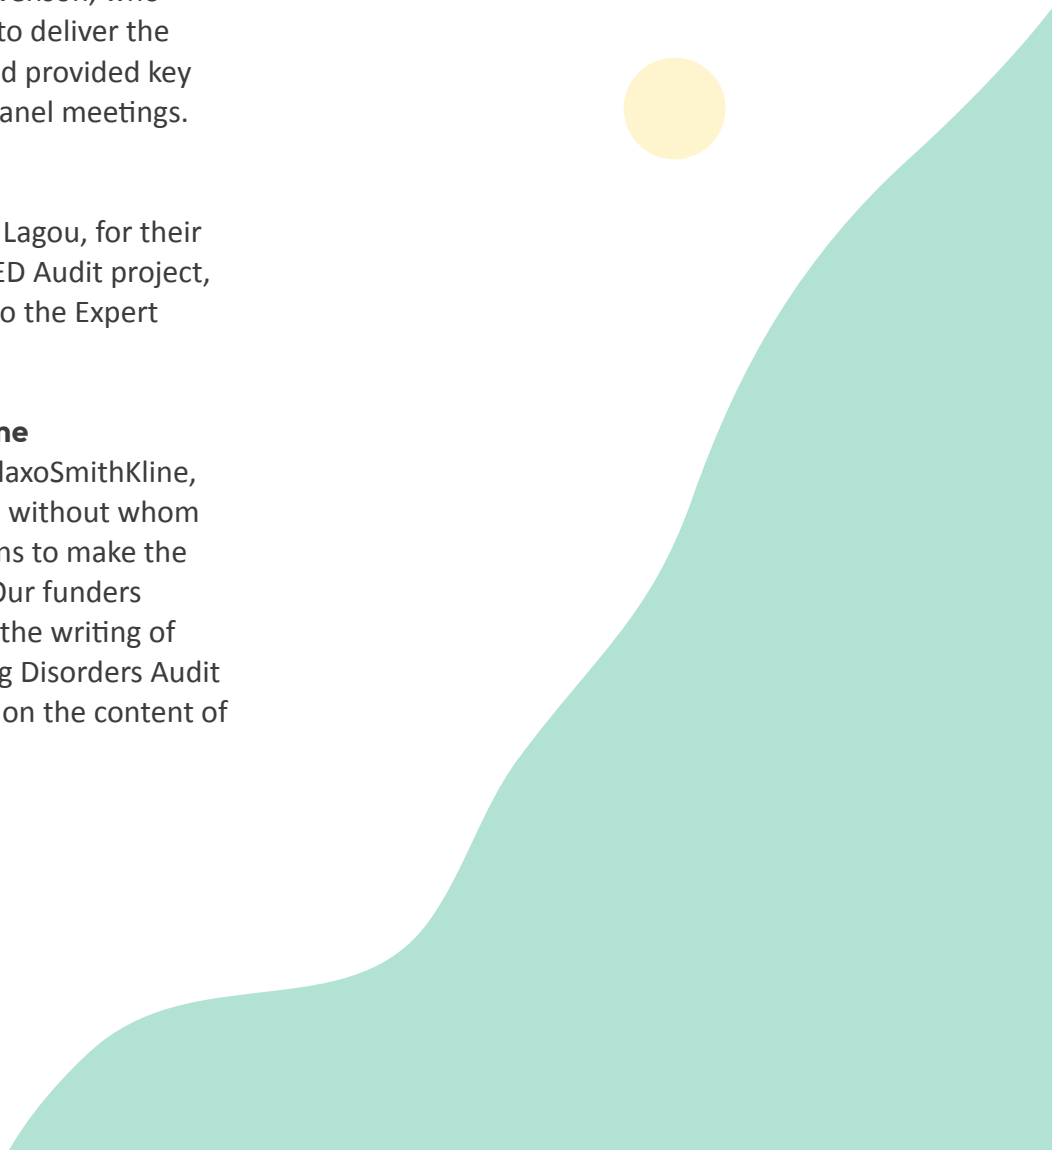 to deliver the
d provided key
anel meetings.
Lagou, for their
ED Audit project,
o the Expert
ne
laxoSmithKline,
without whom
ns to make the
Our funders
the writing of
g Disorders Audit
on the content of